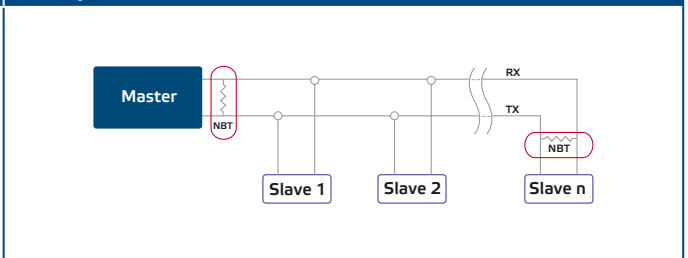 RX
Master
TX
NBT
NBT
Slave 1
Slave 2
Slave n